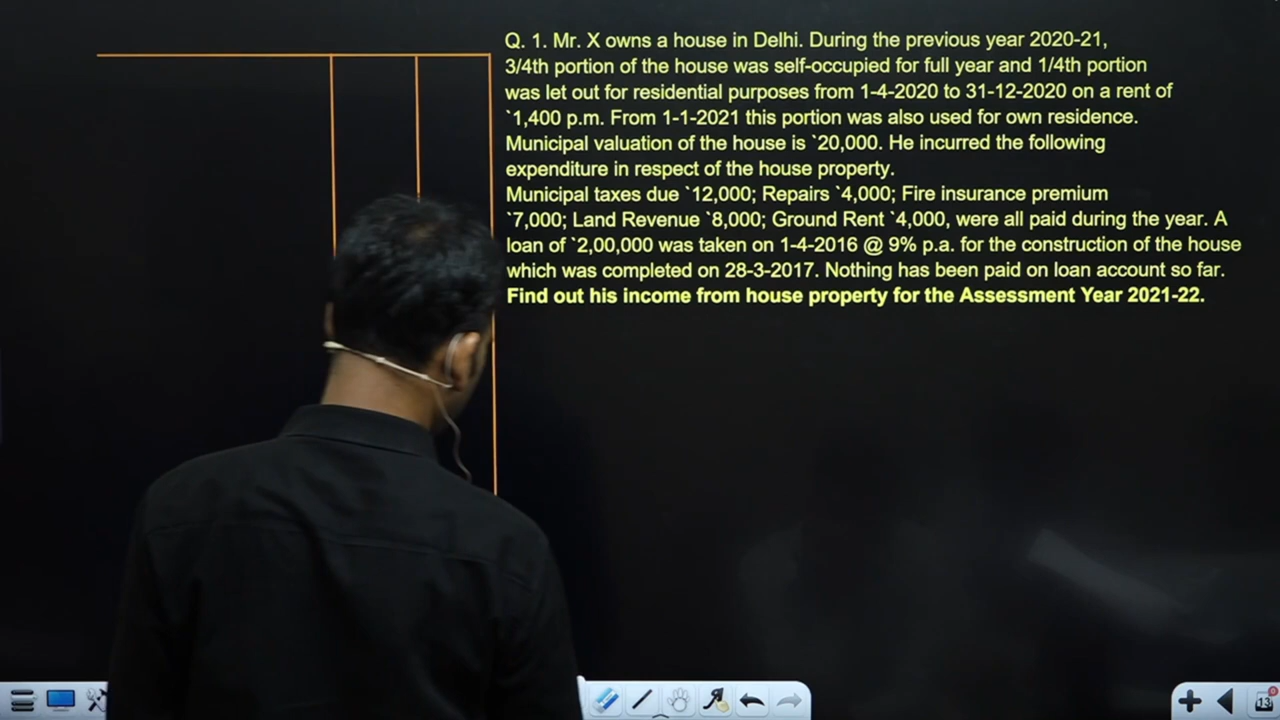 Q. 1. Mr. X owns a house in Delhi. During the previous year 2020-21,
3/4th portion of the house was self-occupied for full year and 1/4th portion
was let out for residential purposes from 1-4-2020 to 31-12-2020 on a rent of
`1,400 p.m. From 1-1-2021 this portion was also used for own residence.
Municipal valuation of the house is `20,000. He incurred the following
expenditure in respect of the house property.
Municipal taxes due `12,000; Repairs `4,000; Fire insurance premium
`7,000; Land Revenue `8,000; Ground Rent `4,000, were all paid during the year. A
loan of `2,00,000 was taken on 1-4-2016 @ 9% p.a. for the construction of the house
which was completed on 28-3-2017. Nothing has been paid on loan account so far.
Find out his income from house property for the Assessment Year 2021-22.
13